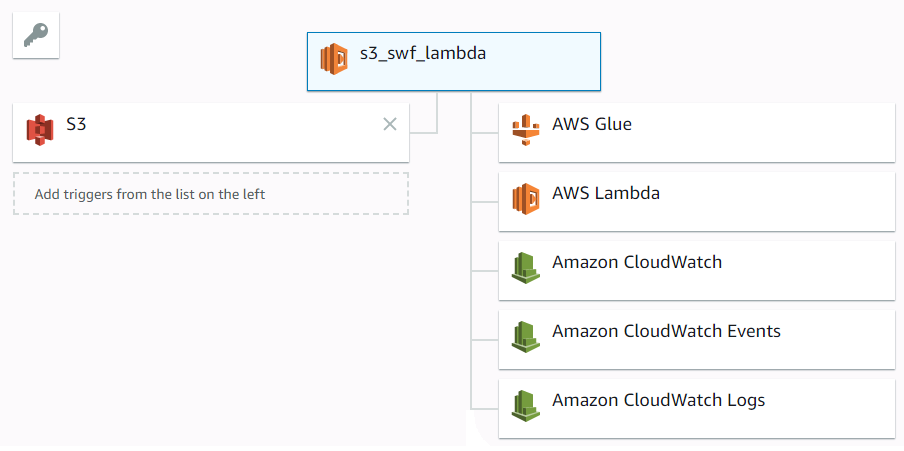 s3_swf_lambda
S3
Add triggers from the list on the left
AWS Glue
AWS Lambda
Amazon CloudWatch
Amazon CloudWatch Events
Amazon CloudWatch Logs